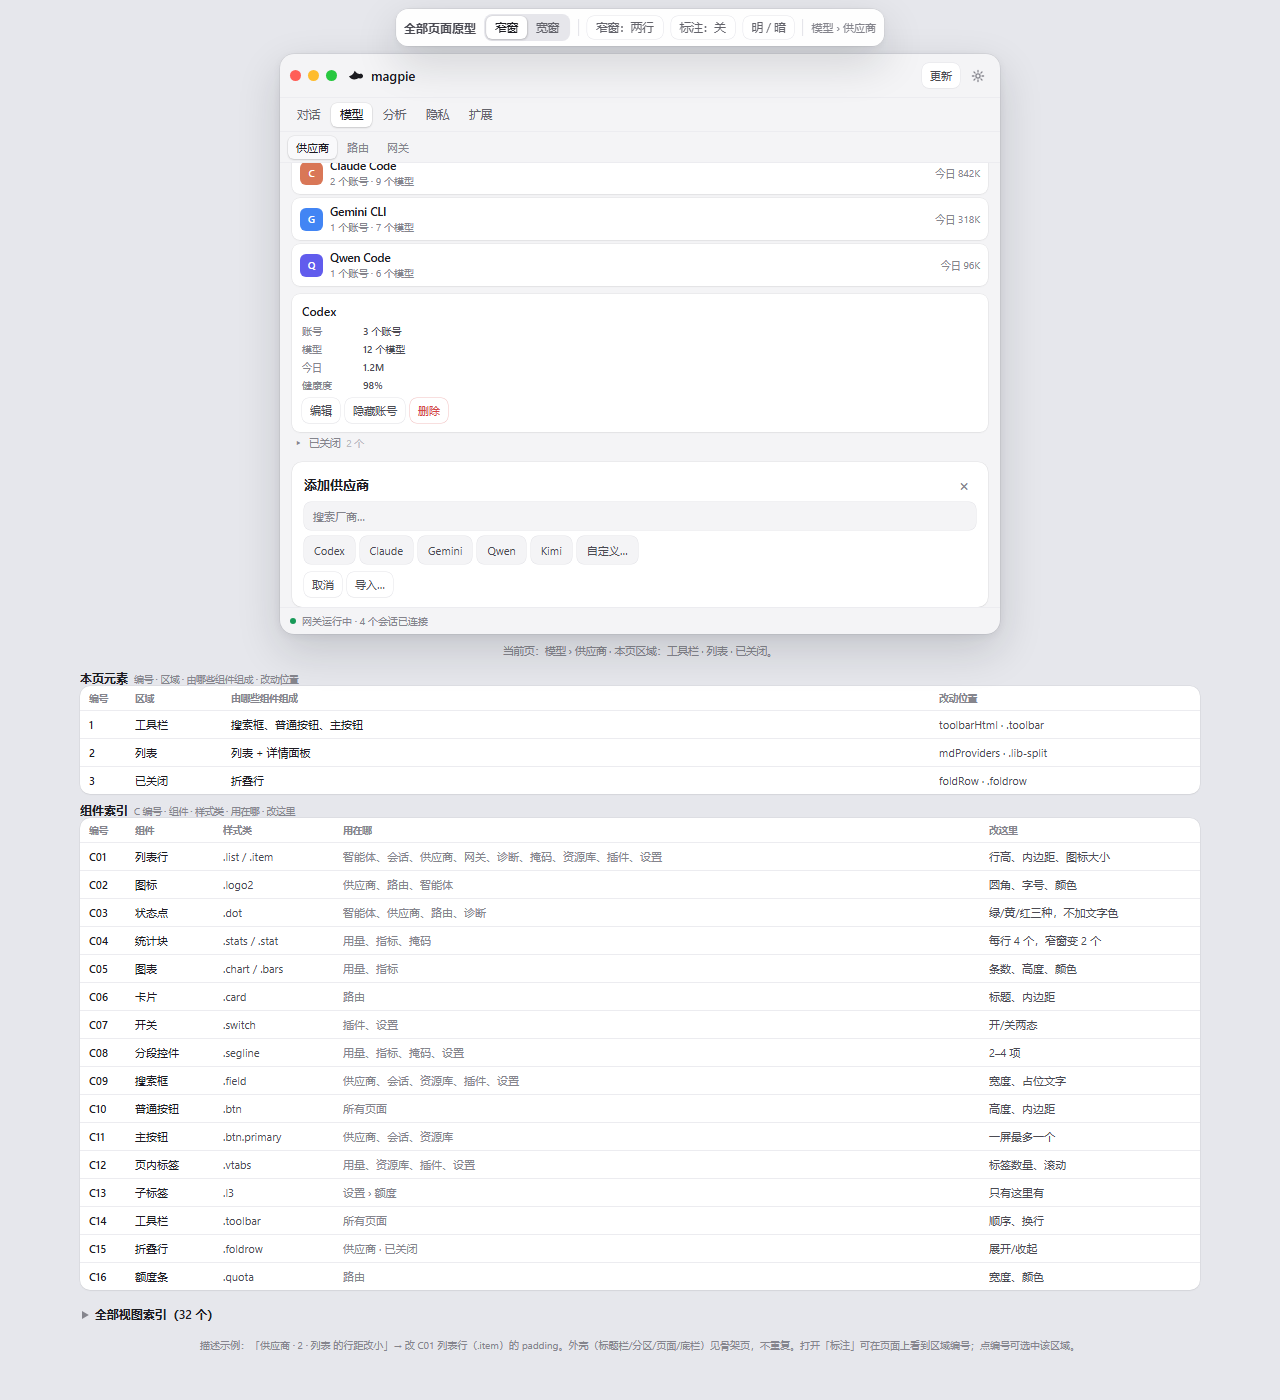 全部页面原型 窄窗 宽窗 窄窗：两行 标注：关 明 / 暗 模型 › 供应商
magpie 更新
对话 模型 分析 隐私 扩展
供应商 路由 网关
C Claude Code
2 个账号 · 9 个模型 今日 842K
G Gemini CLI
1 个账号 · 7 个模型 今日 318K
Q Qwen Code
1 个账号 · 6 个模型 今日 96K
Codex
账号 3 个账号
模型 12 个模型
今日 1.2M
健康度 98%
编辑 隐藏账号 删除
▸ 已关闭 2 个
添加供应商 ×
搜索厂商…
Codex Claude Gemini Qwen Kimi 自定义…
取消 导入…
网关运行中 · 4 个会话已连接
当前页：模型 › 供应商 · 本页区域：工具栏 · 列表 · 已关闭。
本页元素 编号 · 区域 · 由哪些组件组成 · 改动位置
编号 区域 由哪些组件组成 改动位置
1 工具栏 搜索框、普通按钮、主按钮 toolbarHtml · .toolbar
2 列表 列表 + 详情面板 mdProviders · .lib-split
3 已关闭 折叠行 foldRow · .foldrow
组件索引 C 编号 · 组件 · 样式类 · 用在哪 · 改这里
编号 组件 样式类 用在哪 改这里
C01 列表行 .list / .item 智能体、会话、供应商、网关、诊断、掩码、资源库、插件、设置 行高、内边距、图标大小
C02 图标 .logo2 供应商、路由、智能体 圆角、字号、颜色
C03 状态点 .dot 智能体、供应商、路由、诊断 绿/黄/红三种，不加文字色
C04 统计块 .stats / .stat 用量、指标、掩码 每行 4 个，窄窗变 2 个
C05 图表 .chart / .bars 用量、指标 条数、高度、颜色
C06 卡片 .card 路由 标题、内边距
C07 开关 .switch 插件、设置 开/关两态
C08 分段控件 .segline 用量、指标、掩码、设置 2–4 项
C09 搜索框 .field 供应商、会话、资源库、插件、设置 宽度、占位文字
C10 普通按钮 .btn 所有页面 高度、内边距
C11 主按钮 .btn.primary 供应商、会话、资源库 一屏最多一个
C12 页内标签 .vtabs 用量、资源库、插件、设置 标签数量、滚动
C13 子标签 .l3 设置 › 额度 只有这里有
C14 工具栏 .toolbar 所有页面 顺序、换行
C15 折叠行 .foldrow 供应商 · 已关闭 展开/收起
C16 额度条 .quota 路由 宽度、颜色
▶ 全部视图索引（32 个）
描述示例：「供应商 · 2 · 列表 的行距改小」→ 改 C01 列表行（.item）的 padding。外壳（标题栏/分区/页面/底栏）见骨架页，不重复。打开「标注」可在页面上看到区域编号；点编号可选中该区域。